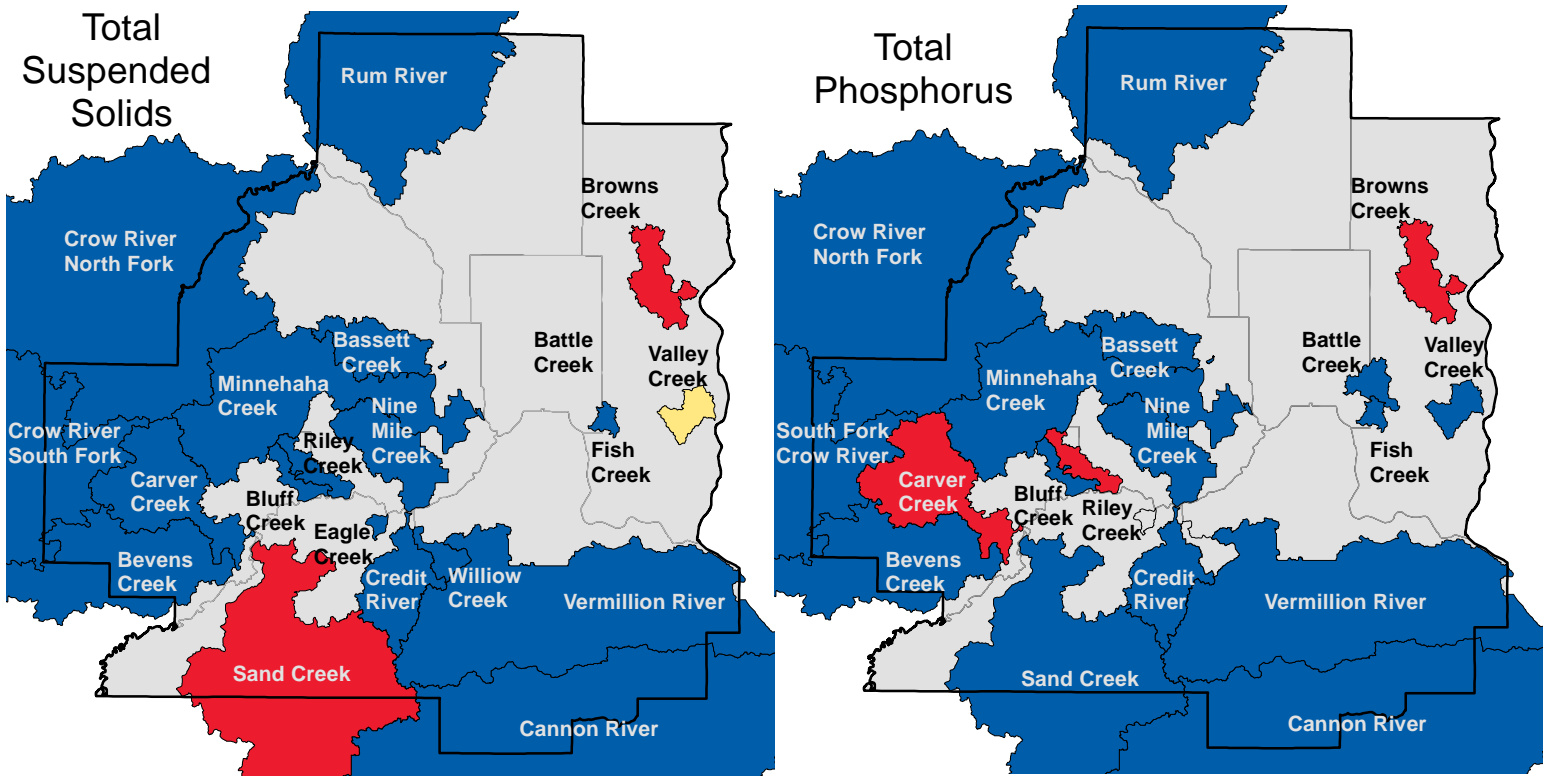 Total
Suspended
Solids
Rum River
Browns
Creek
Crow River
North Fork
Bassett
Creek
Battle
Creek
Valley
Creek
Minnehaha
Creek
Nine
Mile
Creek
Crow River
South Fork
Riley
Creek
Fish
Creek
Carver
Creek
Bluff
Creek
Eagle
Creek
Bevens
Creek
Credit
River
Williow
Creek
Vermillion River
Sand Creek
Cannon River
Total
Phosphorus
Rum River
Browns
Creek
Crow River
North Fork
Bassett
Creek
Battle
Creek
Valley
Creek
Minnehaha
Creek
Nine
Mile
Creek
South Fork
Crow River
Fish
Creek
Carver
Creek
Bluff
Creek
Riley
Creek
Bevens
Creek
Credit
River
Vermillion River
Sand Creek
Cannon River